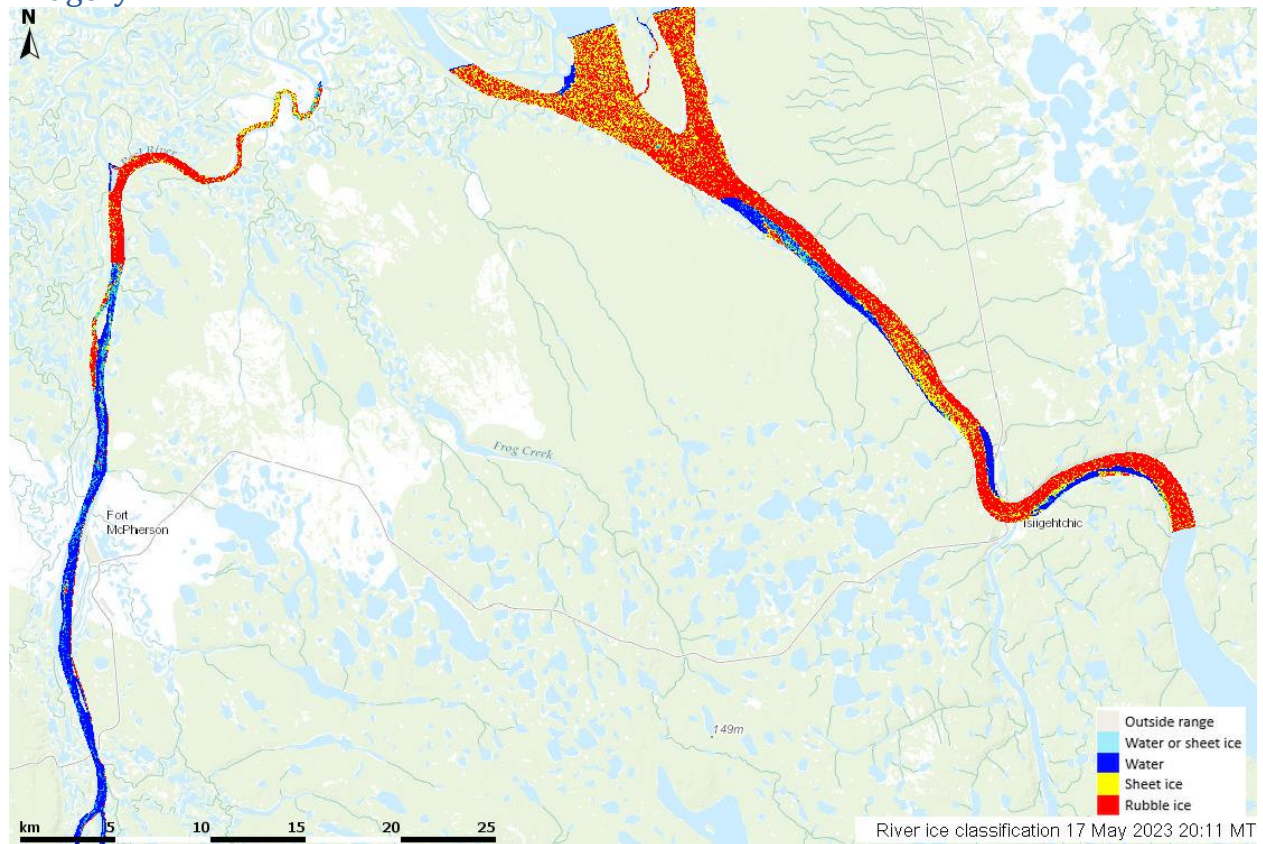 N
Peel River
Frog Creek
Fort
McPherson
Tsiigehtchic
149m
Outside range
Water or sheet ice
Water
Sheet ice
Rubble ice
km 5 10 15 20 25
River ice classification 17 May 2023 20:11 MT